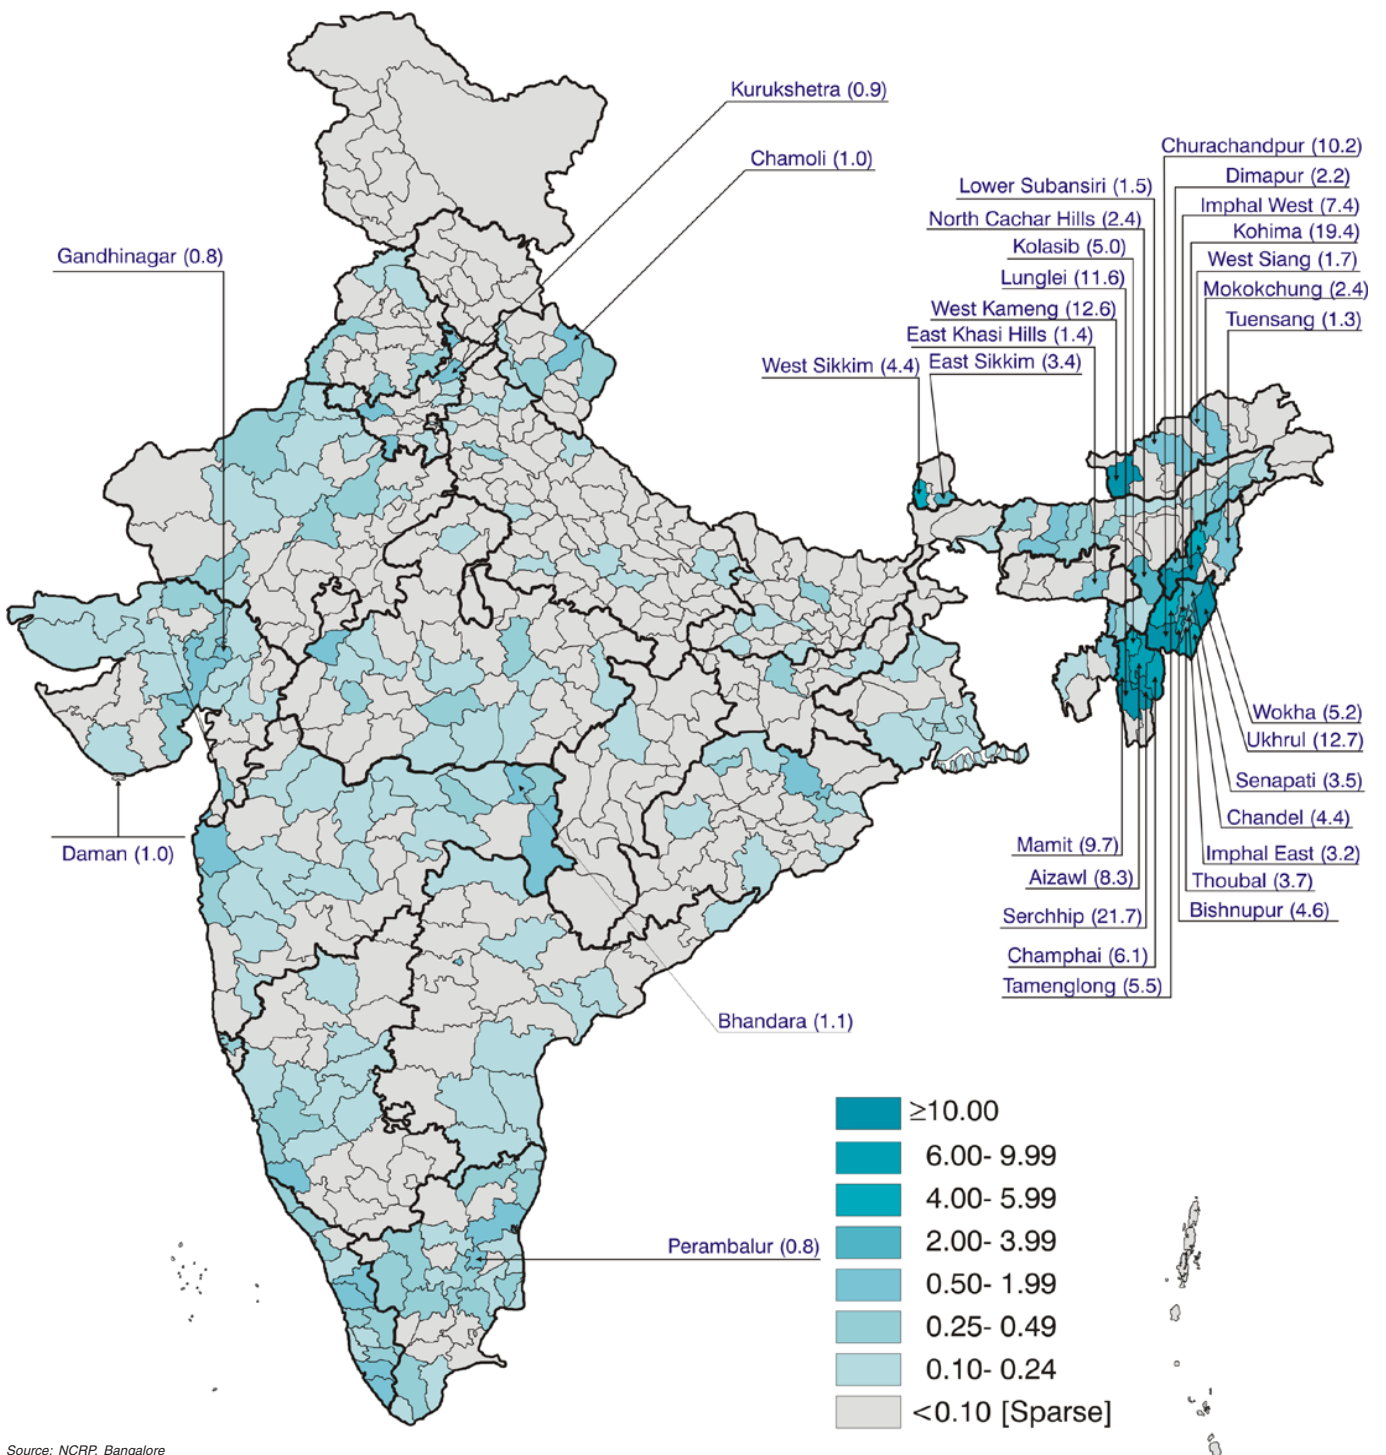 Kurukshetra (0.9)
Chamoli (1.0)
Gandhinagar (0.8)
Churachandpur (10.2)
Dimapur (2.2)
Lower Subansiri (1.5)
Imphal West (7.4)
North Cachar Hills (2.4)
Kohima (19.4)
Kolasib (5.0)
West Siang (1.7)
Lunglei (11.6)
Mokokchung (2.4)
West Kameng (12.6)
Tuensang (1.3)
East Khasi Hills (1.4)
West Sikkim (4.4)
East Sikkim (3.4)
Wokha (5.2)
Ukhrul (12.7)
Senapati (3.5)
Chandel (4.4)
Mamit (9.7)
Imphal East (3.2)
Daman (1.0)
Aizawl (8.3)
Thoubal (3.7)
Serchhip (21.7)
Bishnupur (4.6)
Champhai (6.1)
Tamenglong (5.5)
Bhandara (1.1)
Perambalur (0.8)
≥10.00
6.00- 9.99
4.00- 5.99
2.00- 3.99
0.50- 1.99
0.25- 0.49
0.10- 0.24
<0.10 [Sparse]
Source: NCRP, Bangalore